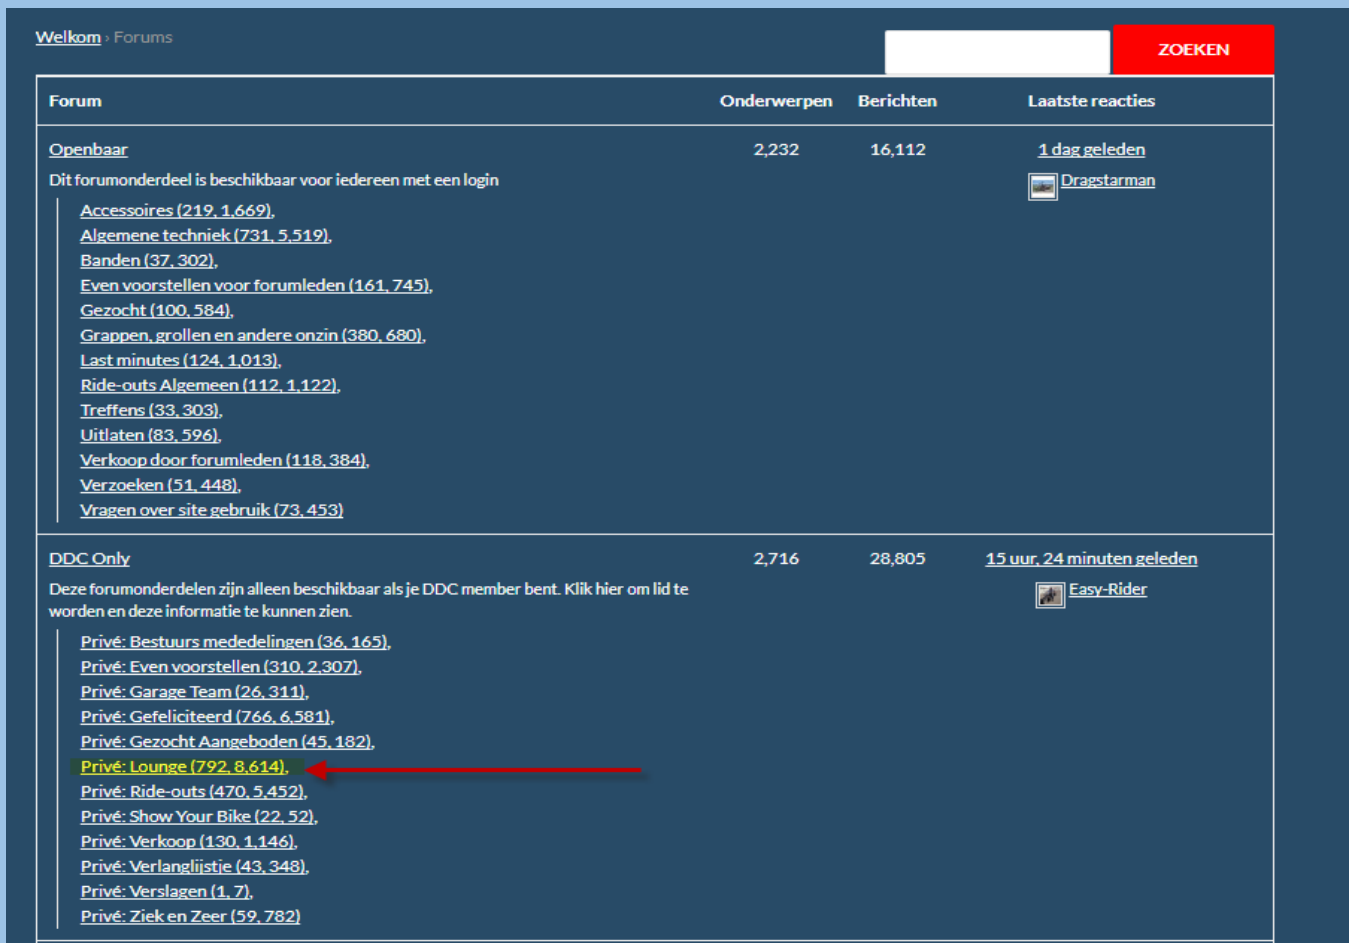 Welkom › Forums
ZOEKEN
Forum Onderwerpen Berichten Laatste reacties
Openbaar 2,232 16,112 1 dag geleden
Dit forumonderdeel is beschikbaar voor iedereen met een login Dragstarman
Accessoires (219, 1,669),
Algemene techniek (731, 5,519),
Banden (37, 302),
Even voorstellen voor forumleden (161, 745),
Gezocht (100, 584),
Grappen, grollen en andere onzin (380, 680),
Last minutes (124, 1,013),
Ride-outs Algemeen (112, 1,122),
Treffens (33, 303),
Uitlaten (83, 596),
Verkoop door forumleden (118, 384),
Verzoeken (51, 448),
Vragen over site gebruik (73, 453)
DDC Only 2,716 28,805 15 uur, 24 minuten geleden
Deze forumonderdelen zijn alleen beschikbaar als je DDC member bent. Klik hier om lid te Easy-Rider
worden en deze informatie te kunnen zien.
Privé: Bestuurs mededelingen (36, 165),
Privé: Even voorstellen (310, 2,307),
Privé: Garage Team (26, 311),
Privé: Gefeliciteerd (766, 6,581),
Privé: Gezocht Aangeboden (45, 182),
Privé: Lounge (792, 8,614),
Privé: Ride-outs (470, 5,452),
Privé: Show Your Bike (22, 52),
Privé: Verkoop (130, 1,146),
Privé: Verlanglijstje (43, 348),
Privé: Verslagen (1, 7),
Privé: Ziek en Zeer (59, 782)